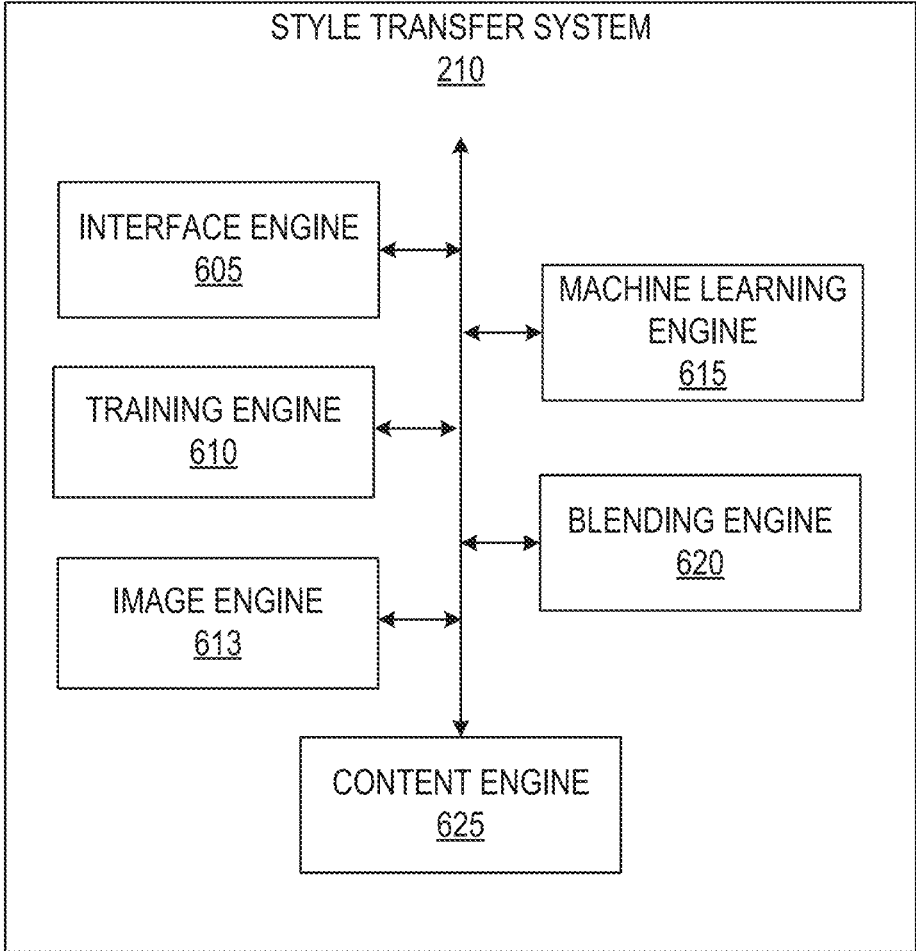 STYLE TRANSFER SYSTEM
210
INTERFACE ENGINE
605
MACHINE LEARNING
ENGINE
615
TRAINING ENGINE
610
BLENDING ENGINE
620
IMAGE ENGINE
613
CONTENT ENGINE
625